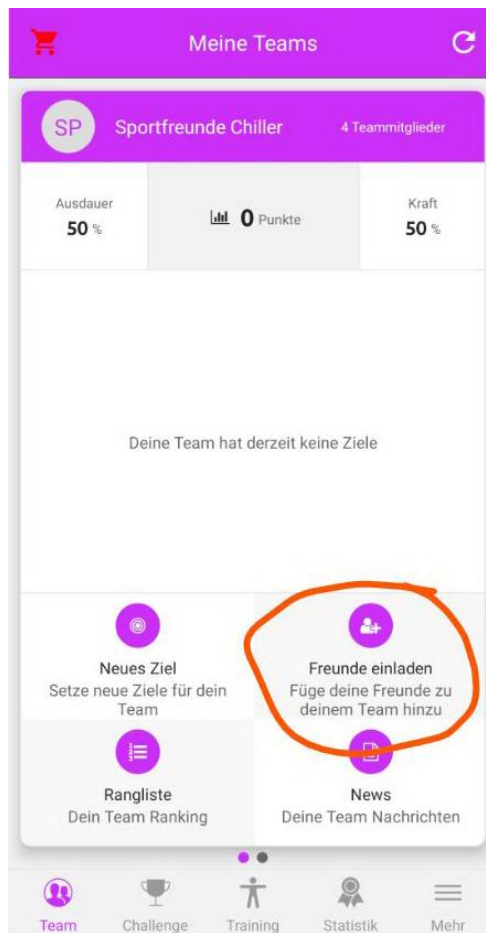 Meine Teams
SP Sportfreunde Chiller 4 Teammitglieder
Ausdauer
50 %
0 Punkte
Kraft
50 %
Deine Team hat derzeit keine Ziele
Neues Ziel
Setze neue Ziele für dein
Team
Freunde einladen
Füge deine Freunde zu
deinem Team hinzu
Rangliste
Dein Team Ranking
News
Deine Team Nachrichten
Team Challenge Training Statistik Mehr